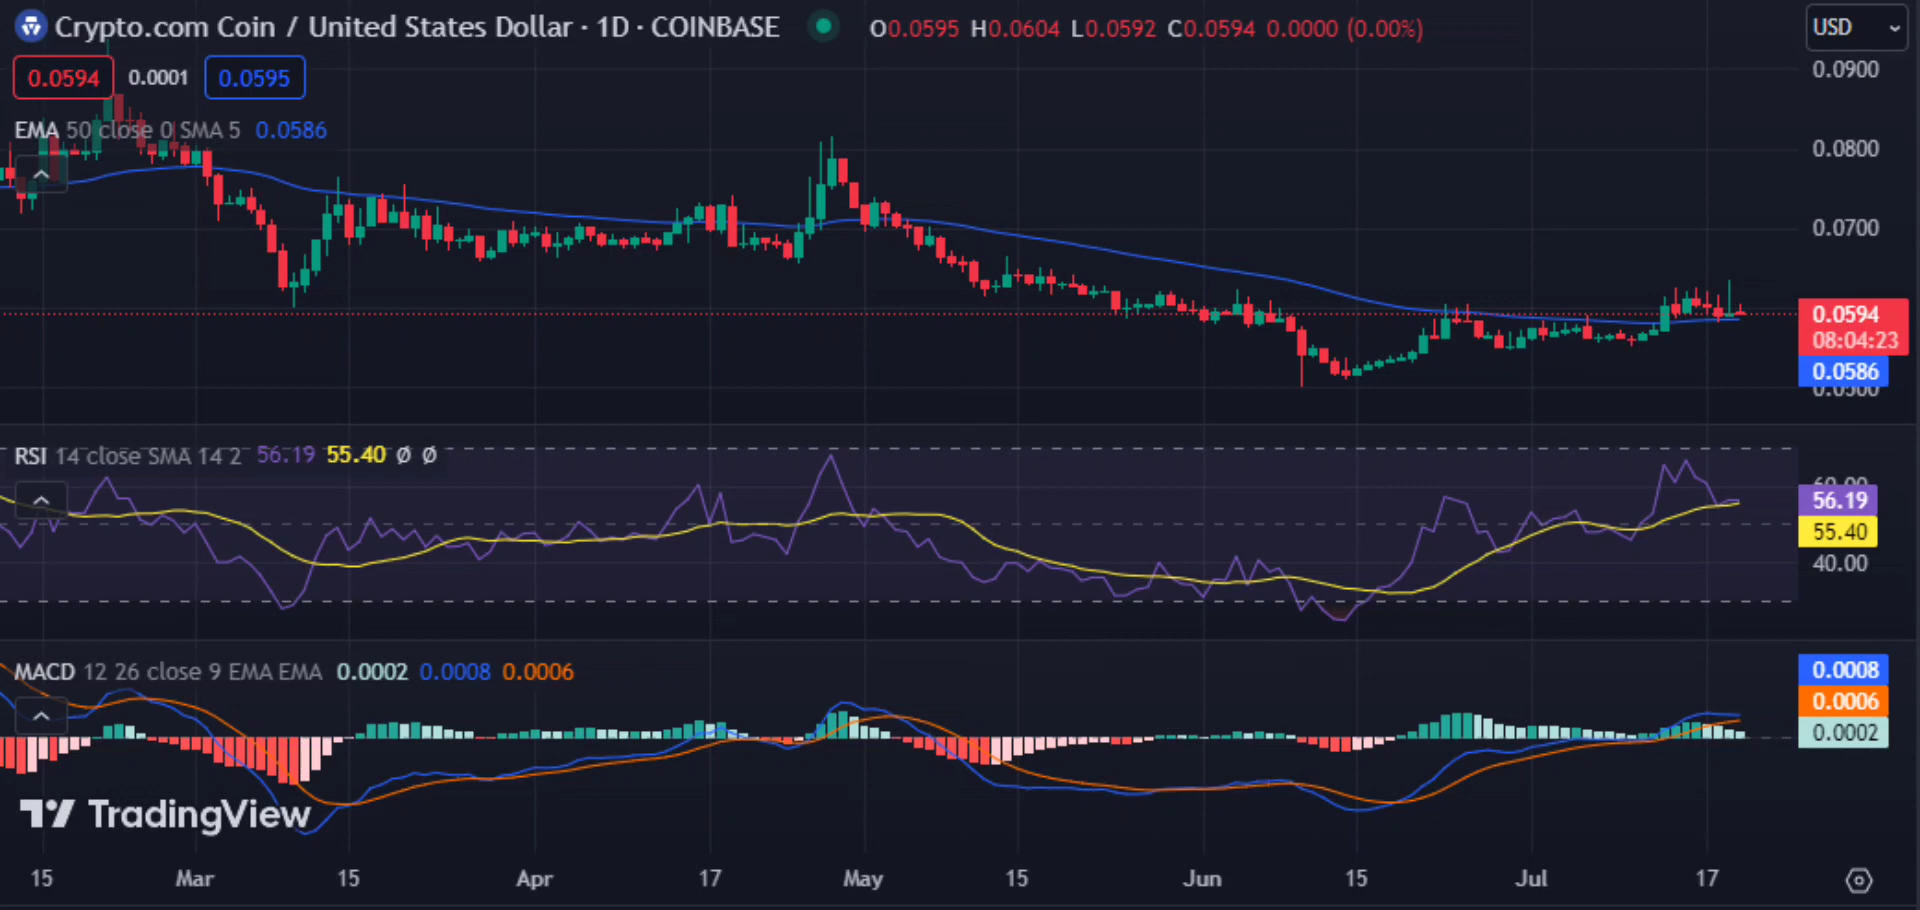 Crypto.com Coin / United States Dollar · 1D · COINBASE O0.0595 H0.0604 L0.0592 C0.0594 0.0000 (0.00%)
USD
0.0594 0.0001 0.0595
EMA 50 close 0 SMA 5 0.0586
0.0900
0.0800
0.0700
0.0594
08:04:23
0.0586
0.0500
RSI 14 close SMA 14 2 56.19 55.40 Ø Ø
60.00
56.19
55.40
40.00
MACD 12 26 close 9 EMA EMA 0.0002 0.0008 0.0006
0.0008
0.0006
0.0002
TradingView
15 Mar 15 Apr 17 May 15 Jun 15 Jul 17